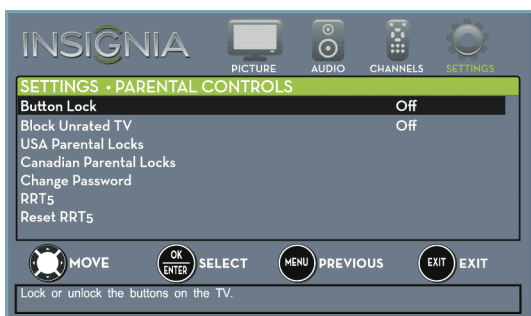 INSIGNIA
PICTURE AUDIO CHANNELS SETTINGS
SETTINGS • PARENTAL CONTROLS
Button Lock Off
Block Unrated TV Off
USA Parental Locks
Canadian Parental Locks
Change Password
RRT5
Reset RRT5
MOVE OK ENTER SELECT MENU PREVIOUS EXIT EXIT
Lock or unlock the buttons on the TV.